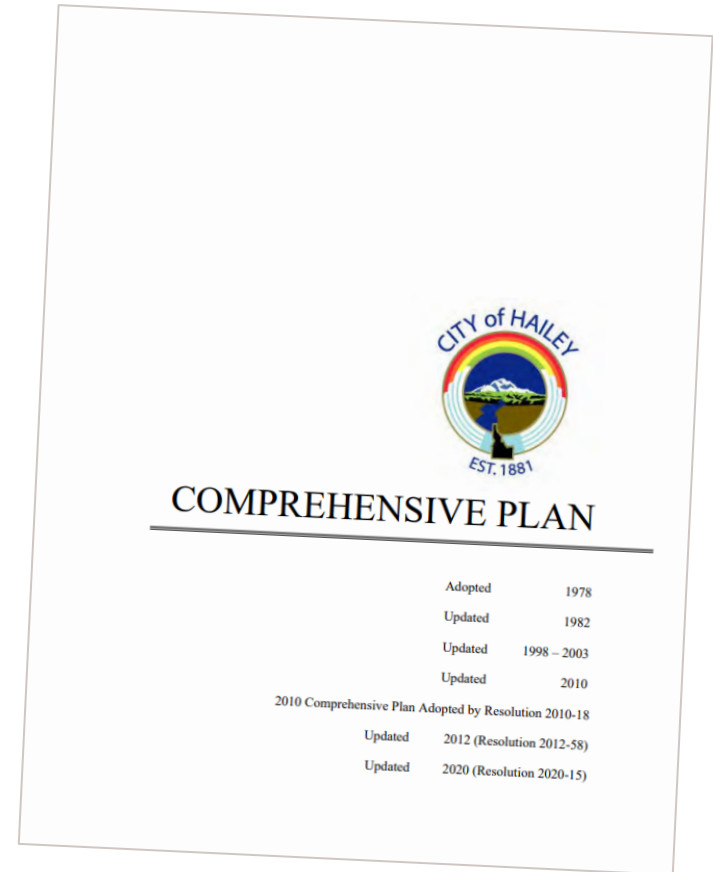 CITY of HAILEY
EST. 1881
COMPREHENSIVE PLAN
Adopted 1978
Updated 1982
Updated 1998 – 2003
Updated 2010
2010 Comprehensive Plan Adopted by Resolution 2010-18
Updated 2012 (Resolution 2012-58)
Updated 2020 (Resolution 2020-15)